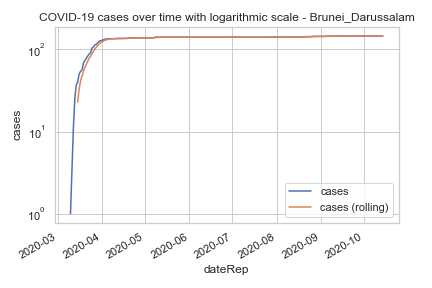 COVID-19 cases over time with logarithmic scale - Brunei_Darussalam
cases
10²
10¹
10⁰
cases
cases (rolling)
2020-03
2020-04
2020-05
2020-06
2020-07
2020-08
2020-09
2020-10
dateRep